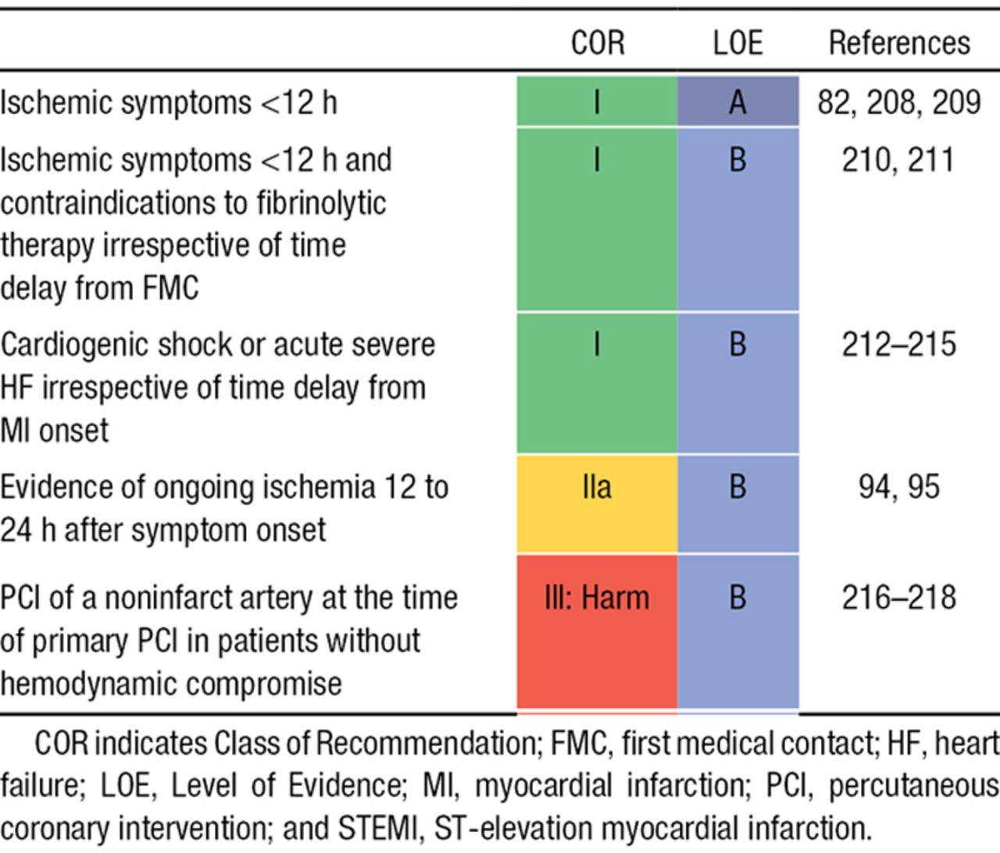 COR LOE References
Ischemic symptoms <12 h I A 82, 208, 209
Ischemic symptoms <12 h and I B 210, 211
contraindications to fibrinolytic
therapy irrespective of time
delay from FMC
Cardiogenic shock or acute severe I B 212–215
HF irrespective of time delay from
MI onset
Evidence of ongoing ischemia 12 to IIa B 94, 95
24 h after symptom onset
PCI of a noninfarct artery at the time III: Harm B 216–218
of primary PCI in patients without
hemodynamic compromise
COR indicates Class of Recommendation; FMC, first medical contact; HF, heart
failure; LOE, Level of Evidence; MI, myocardial infarction; PCI, percutaneous
coronary intervention; and STEMI, ST-elevation myocardial infarction.